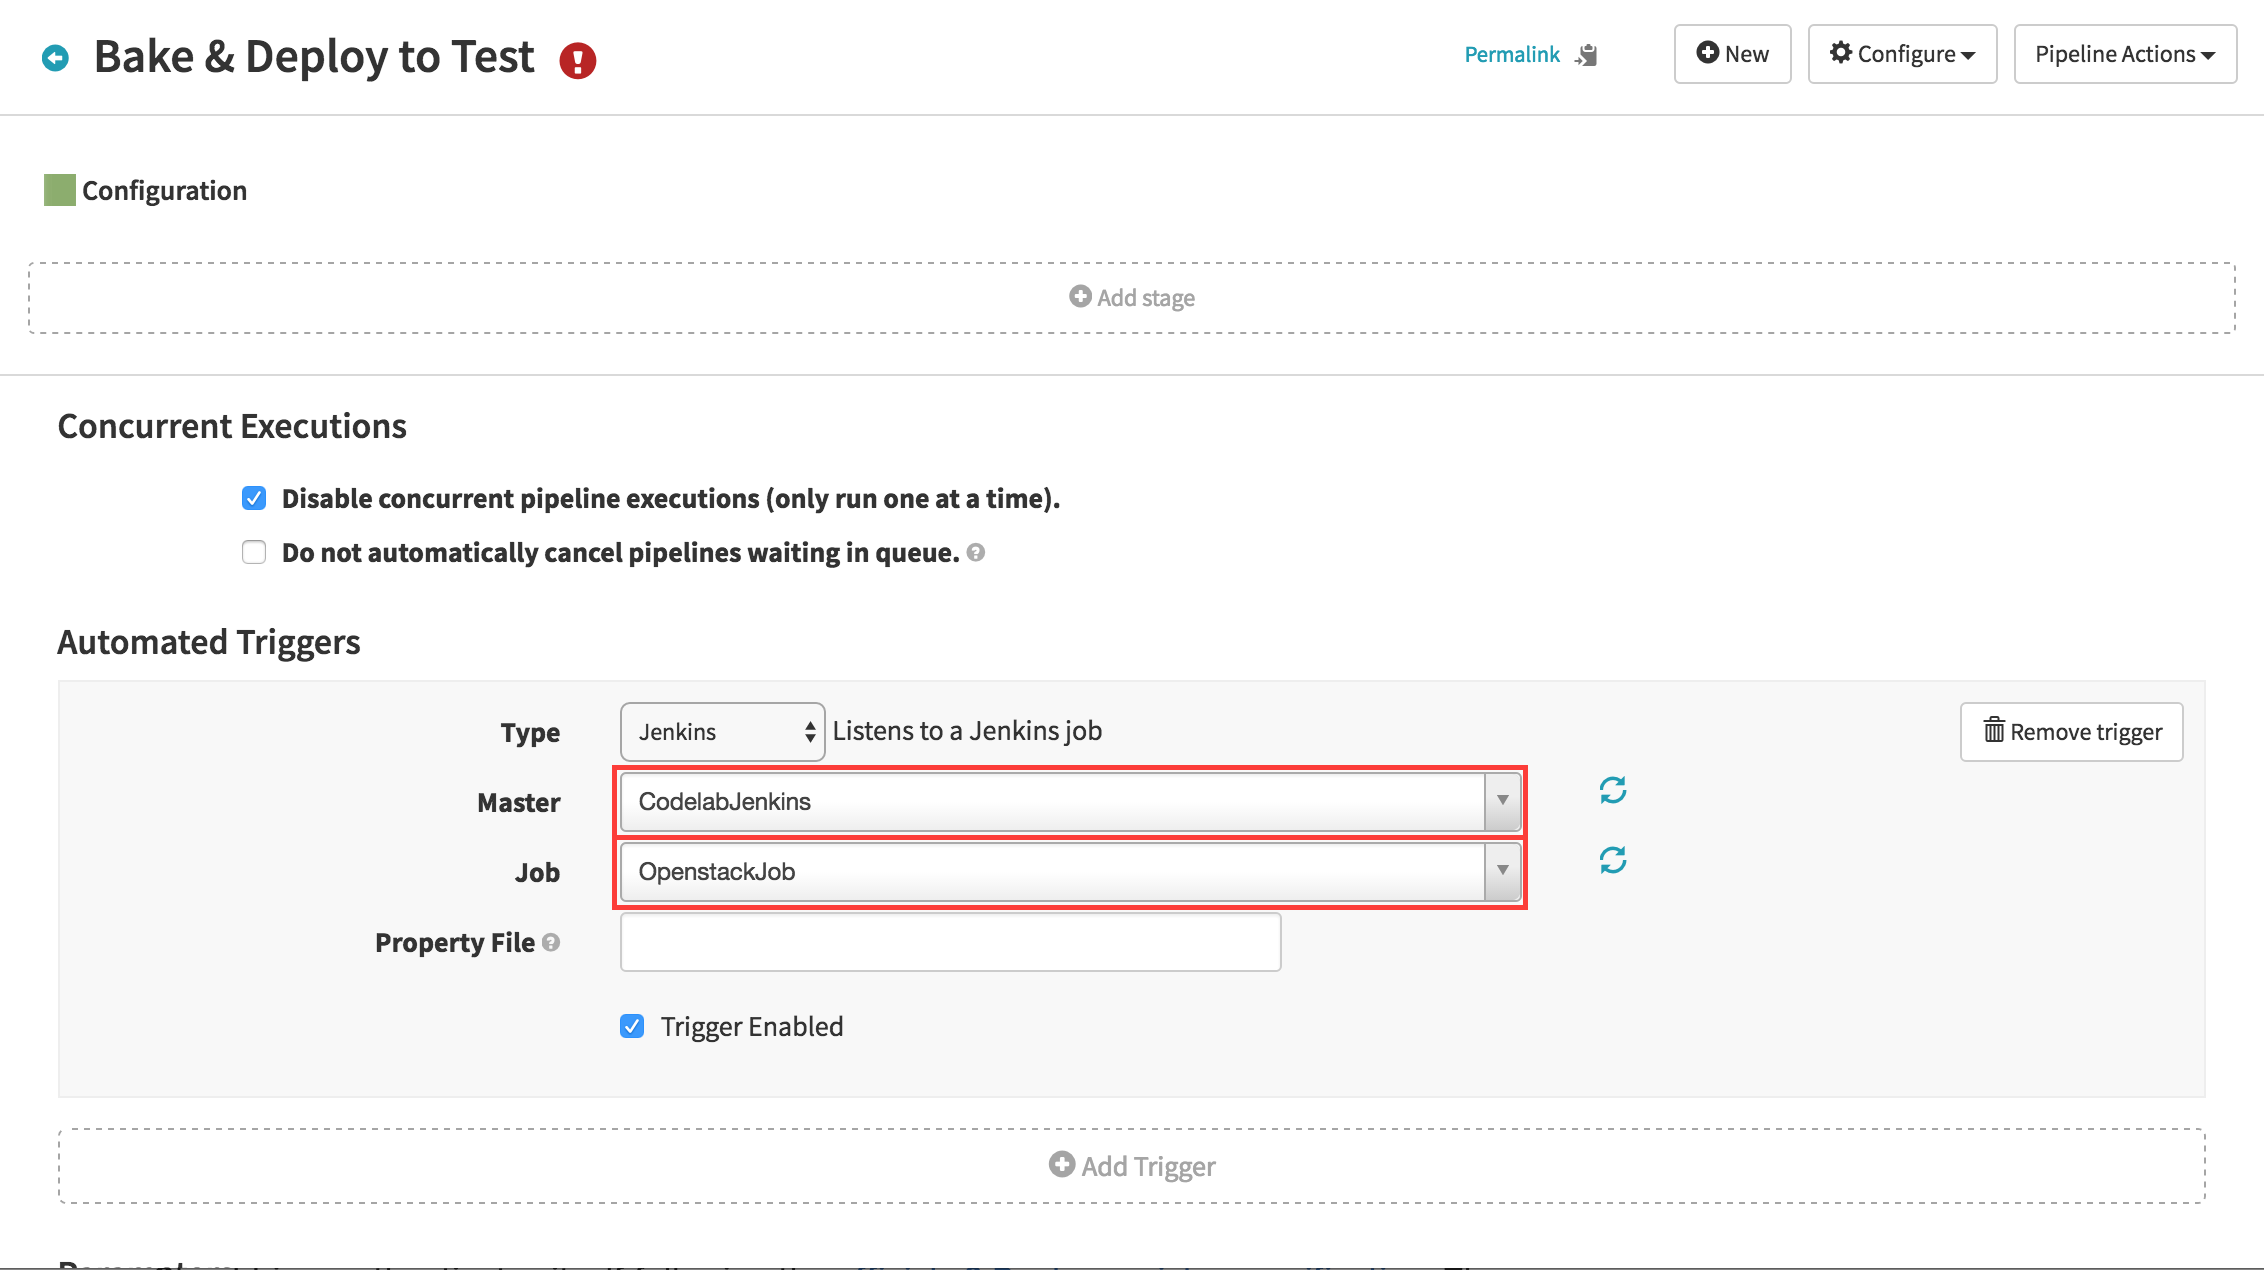 Bake & Deploy to Test
Permalink
New
Configure
Pipeline Actions
Configuration
Add stage
Concurrent Executions
Disable concurrent pipeline executions (only run one at a time).
Do not automatically cancel pipelines waiting in queue.
Automated Triggers
Type Jenkins Listens to a Jenkins job Remove trigger
Master CodelabJenkins
Job OpenstackJob
Property File
Trigger Enabled
Add Trigger